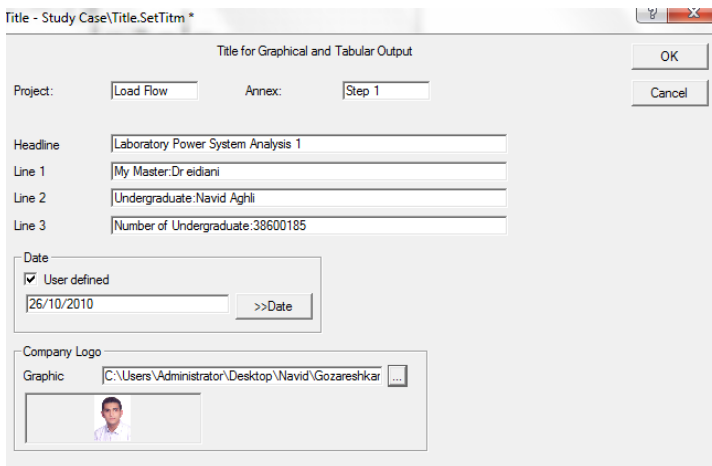 Title - Study Case\Title.SetTitm *
?
X
Title for Graphical and Tabular Output
OK
Project: Load Flow Annex: Step 1
Cancel
Headline Laboratory Power System Analysis 1
Line 1 My Master:Dr eidiani
Line 2 Undergraduate:Navid Aghli
Line 3 Number of Undergraduate:38600185
Date
User defined
26/10/2010 >>Date
Company Logo
Graphic C:\Users\Administrator\Desktop\Navid\Gozareshkar ...